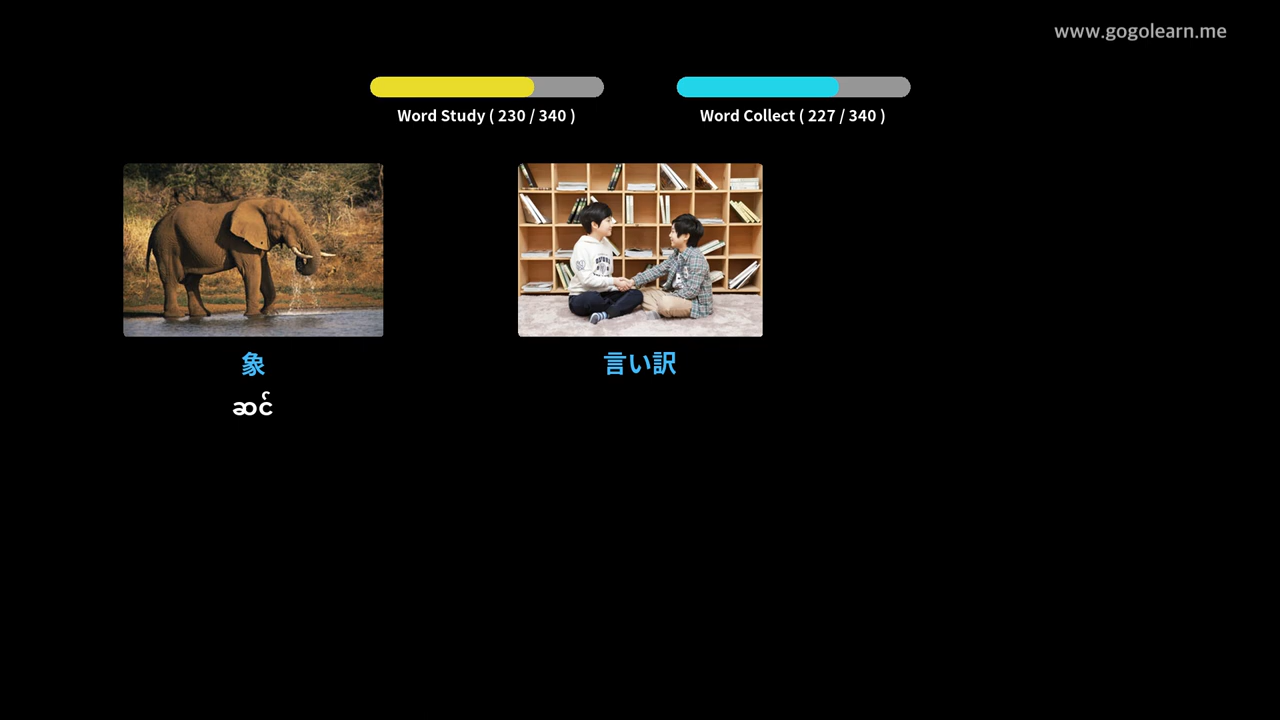 www.gogolearn.me
Word Study ( 230 / 340 )
Word Collect ( 227 / 340 )
象
ဆင်
言い訳